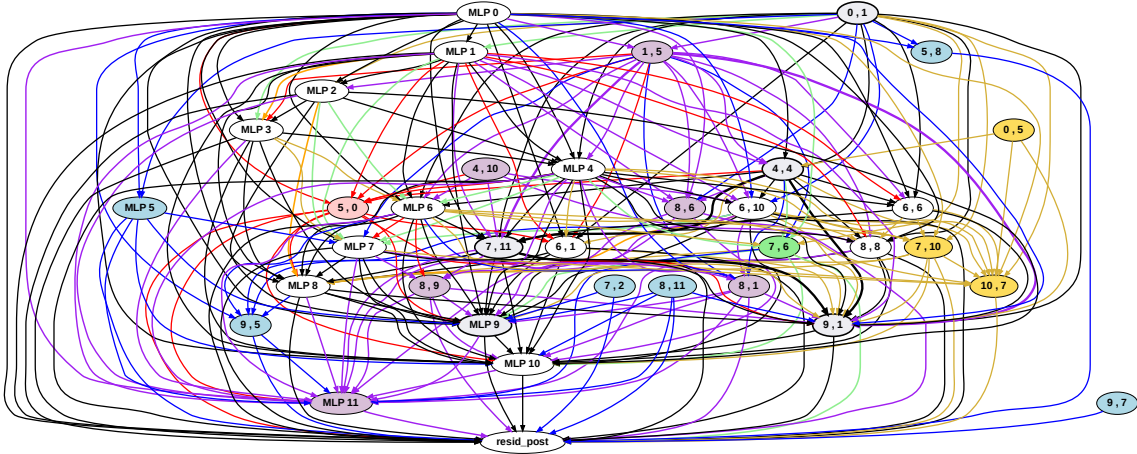 MLP 0 0 , 1
MLP 1 1 , 5 5 , 8
MLP 2
MLP 3 0 , 5
4 , 10 MLP 4 4 , 4
MLP 5 5 , 0 MLP 6 8 , 6 6 , 10 6 , 6
MLP 7 7 , 11 6 , 1 7 , 6 8 , 8 7 , 10
MLP 8 8 , 9 7 , 2 8 , 11 8 , 1 10 , 7
9 , 5 MLP 9 9 , 1
MLP 10
MLP 11 9 , 7
resid_post